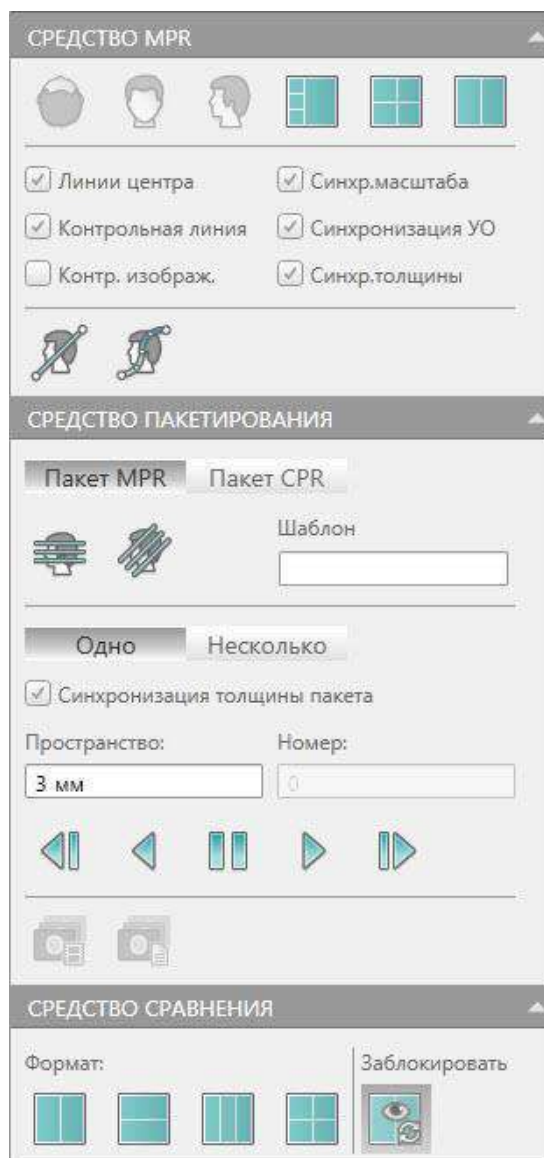 СРЕДСТВО MPR
Линии центра Синхр.масштаба
Контрольная линия Синхронизация УО
Контр. изображ. Синхр.толщины
СРЕДСТВО ПАКЕТИРОВАНИЯ
Пакет MPR Пакет CPR
Шаблон
Одно Несколько
Синхронизация толщины пакета
Пространство: Номер:
3 мм 0
СРЕДСТВО СРАВНЕНИЯ
Формат: Заблокировать